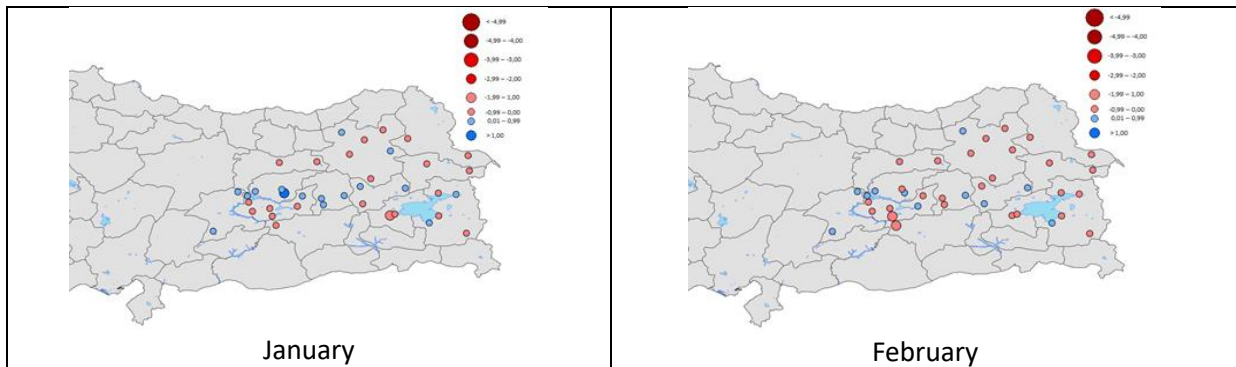 < -4,99
-4,99 – -4,00
-3,99 – -3,00
-2,99 – -2,00
-1,99 – 1,00
-0,99 – 0,00
0,01 – 0,99
> 1,00
January
< -4,99
-4,99 – -4,00
-3,99 – -3,00
-2,99 – -2,00
-1,99 – 1,00
-0,99 – 0,00
0,01 – 0,99
> 1,00
February